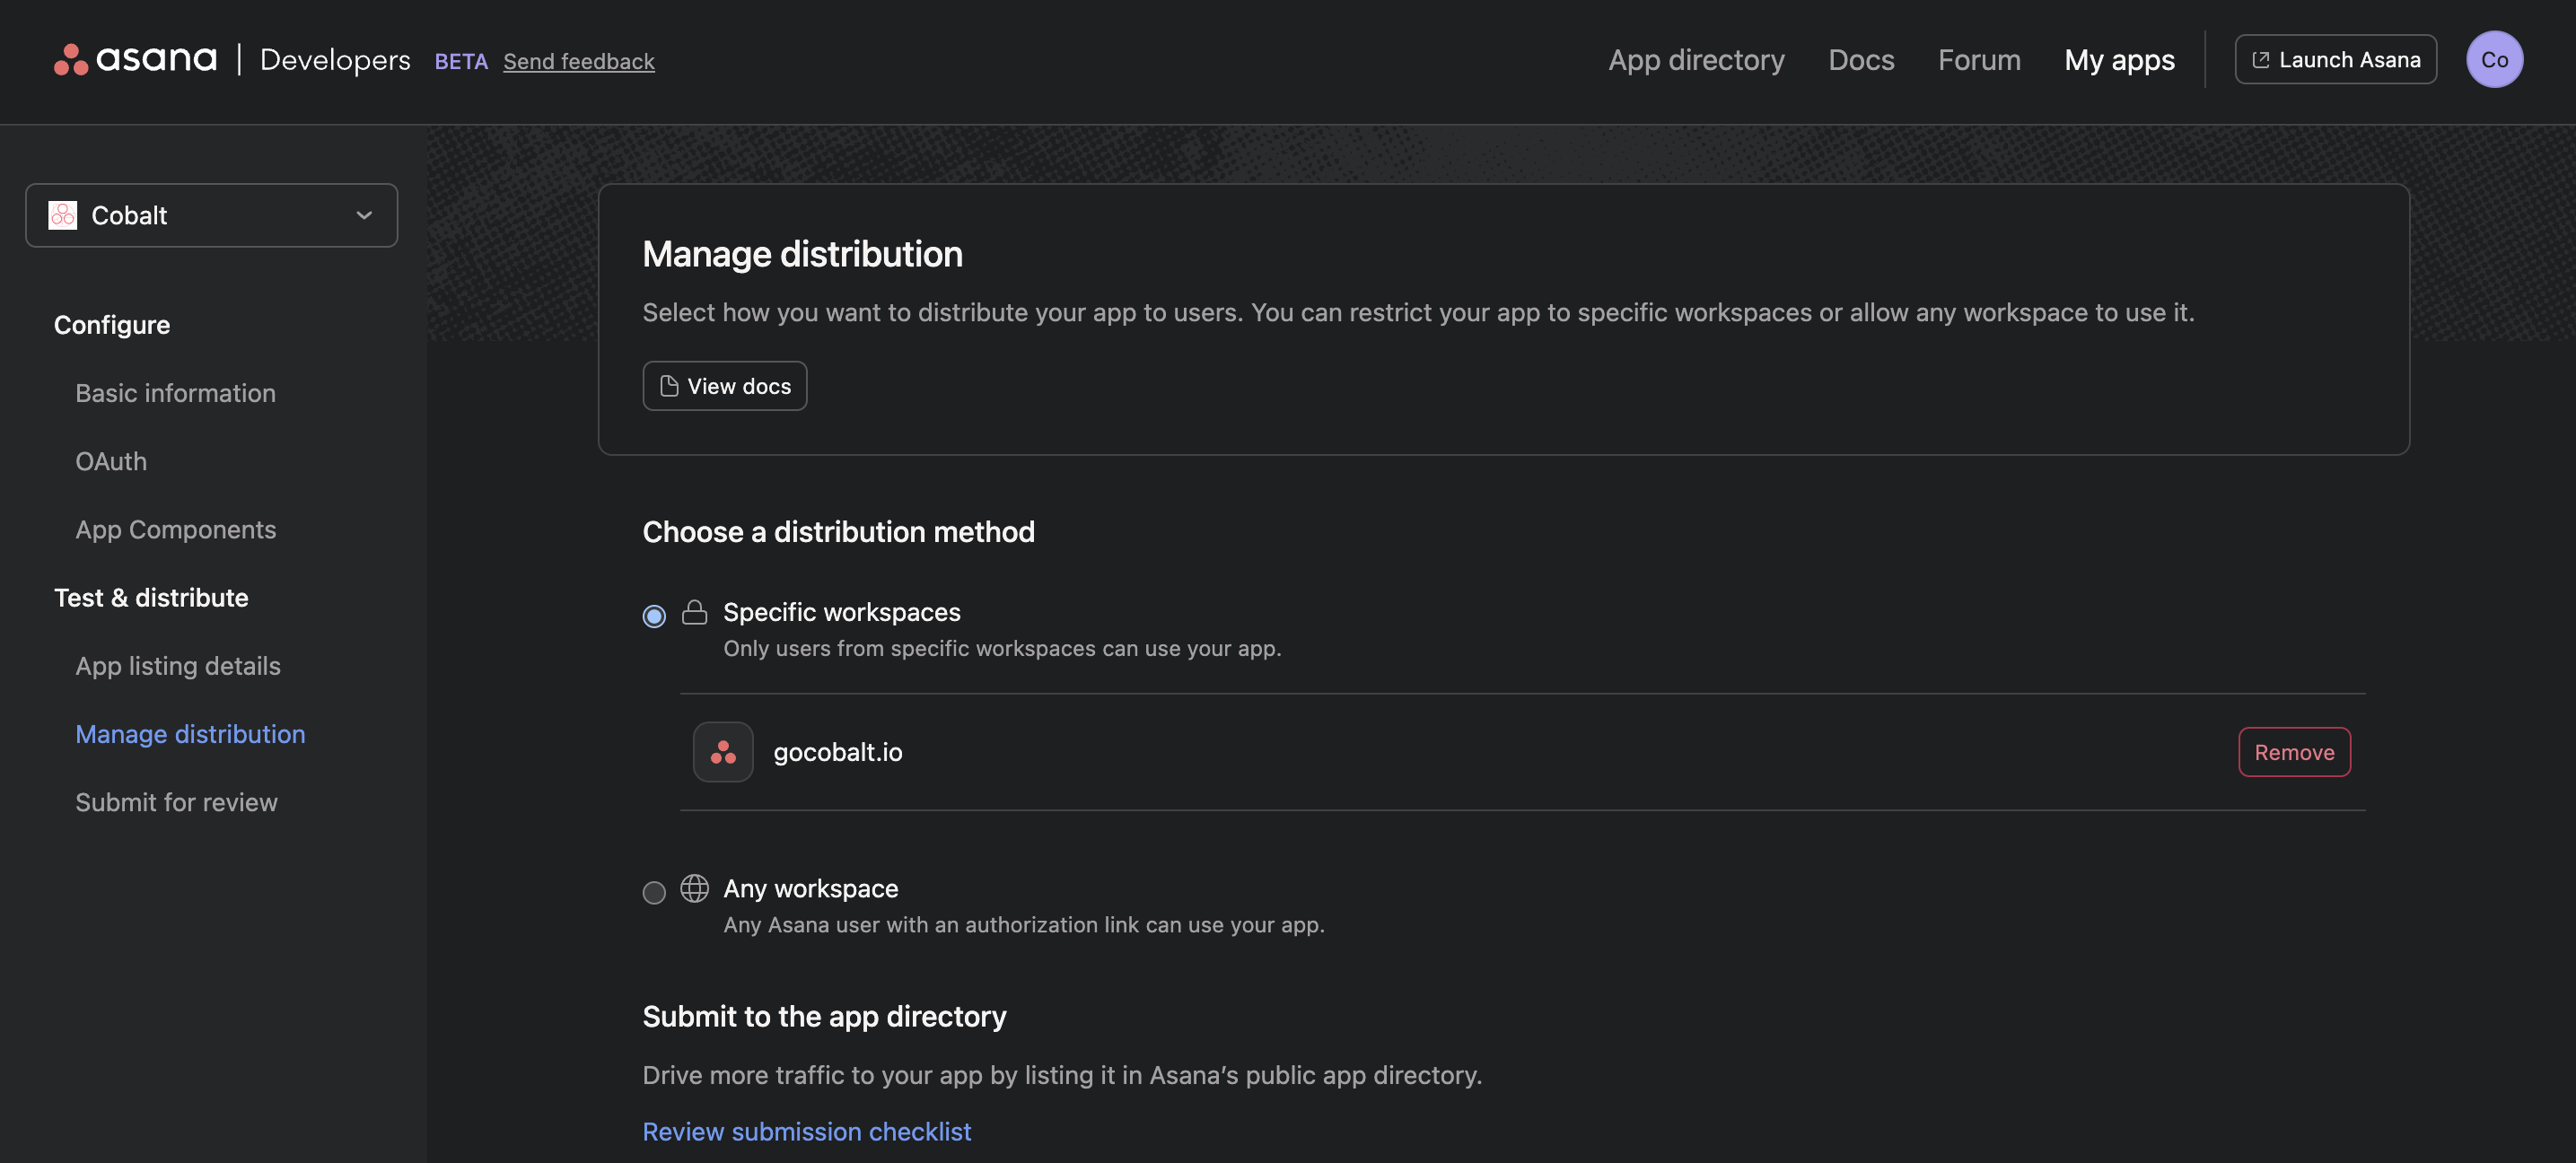 asana | Developers BETA Send feedback App directory Docs Forum My apps Launch Asana Co
Cobalt
Configure
Basic information
OAuth
App Components
Test & distribute
App listing details
Manage distribution
Submit for review
Manage distribution
Select how you want to distribute your app to users. You can restrict your app to specific workspaces or allow any workspace to use it.
View docs
Choose a distribution method
Specific workspaces
Only users from specific workspaces can use your app.
gocobalt.io Remove
Any workspace
Any Asana user with an authorization link can use your app.
Submit to the app directory
Drive more traffic to your app by listing it in Asana’s public app directory.
Review submission checklist